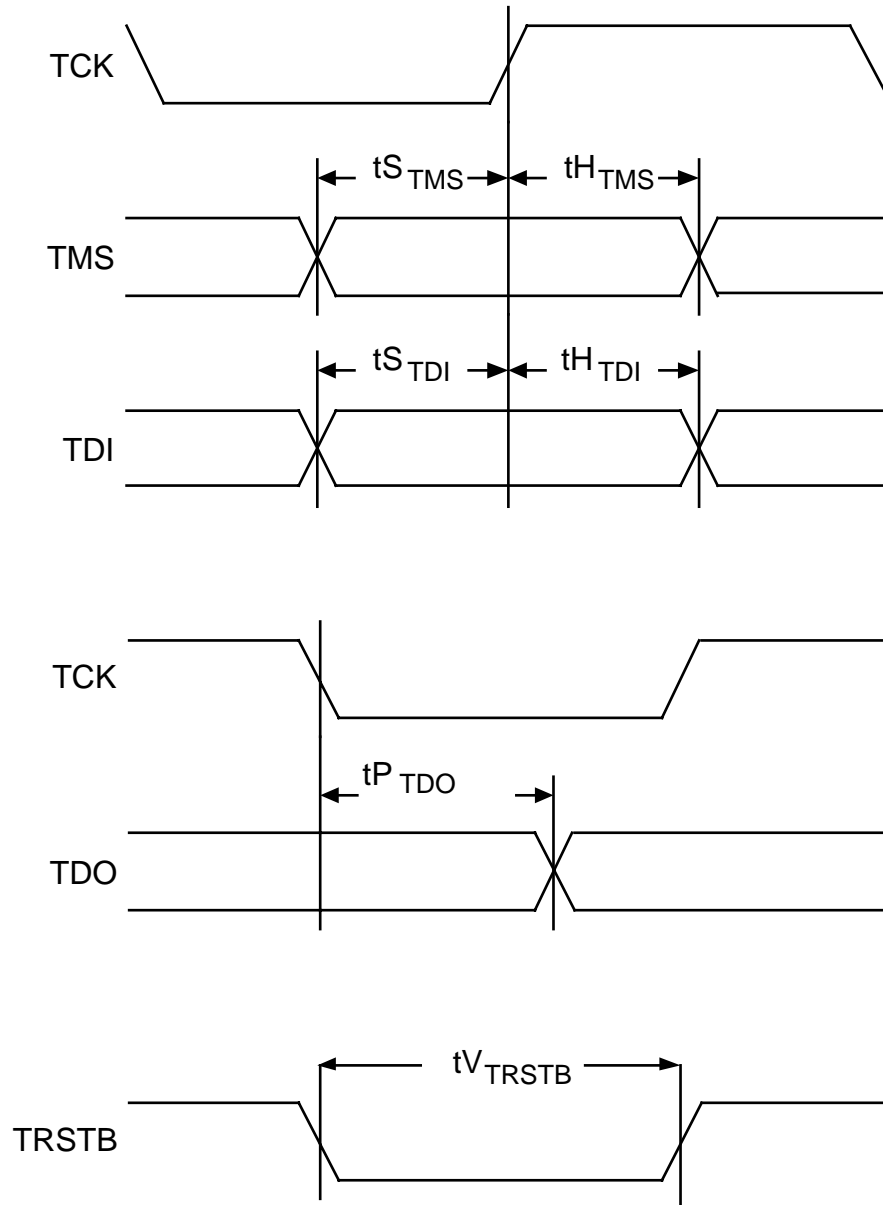 TCK
tS TMS tH TMS
TMS
tS TDI tH TDI
TDI
TCK
tP TDO
TDO
tV TRSTB
TRSTB